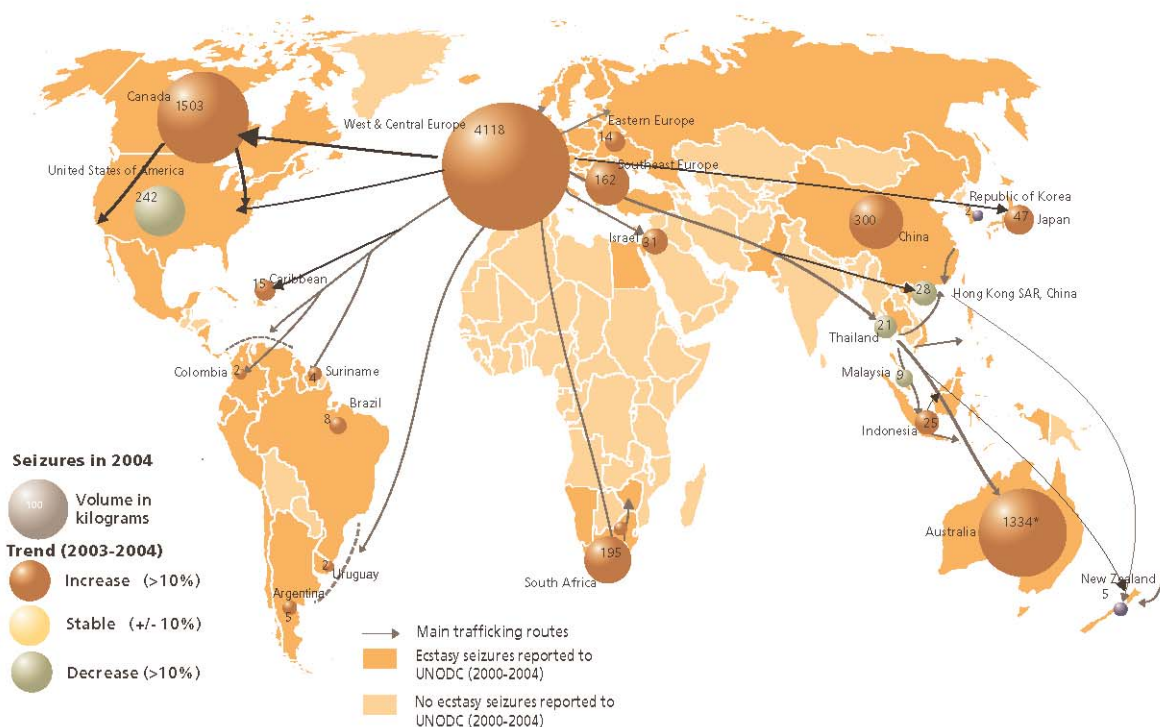 Canada
1503
West & Central Europe
4118
Eastern Europe
14
Southeast Europe
162
United States of America
242
Republic of Korea
2
47
Japan
300
China
Israel
31
15
Caribbean
28
Hong Kong SAR, China
21
Thailand
Colombia
2
4
Suriname
Malaysia
9
Brazil
8
25
Indonesia
Seizures in 2004
100
Volume in
kilograms
Trend (2003-2004)
Increase (>10%)
Stable (+/- 10%)
Decrease (>10%)
1334*
Australia
195
South Africa
2
Uruguay
Argentina
5
New Zealand
5
Main trafficking routes
Ecstasy seizures reported to
UNODC (2000-2004)
No ecstasy seizures reported to
UNODC (2000-2004)